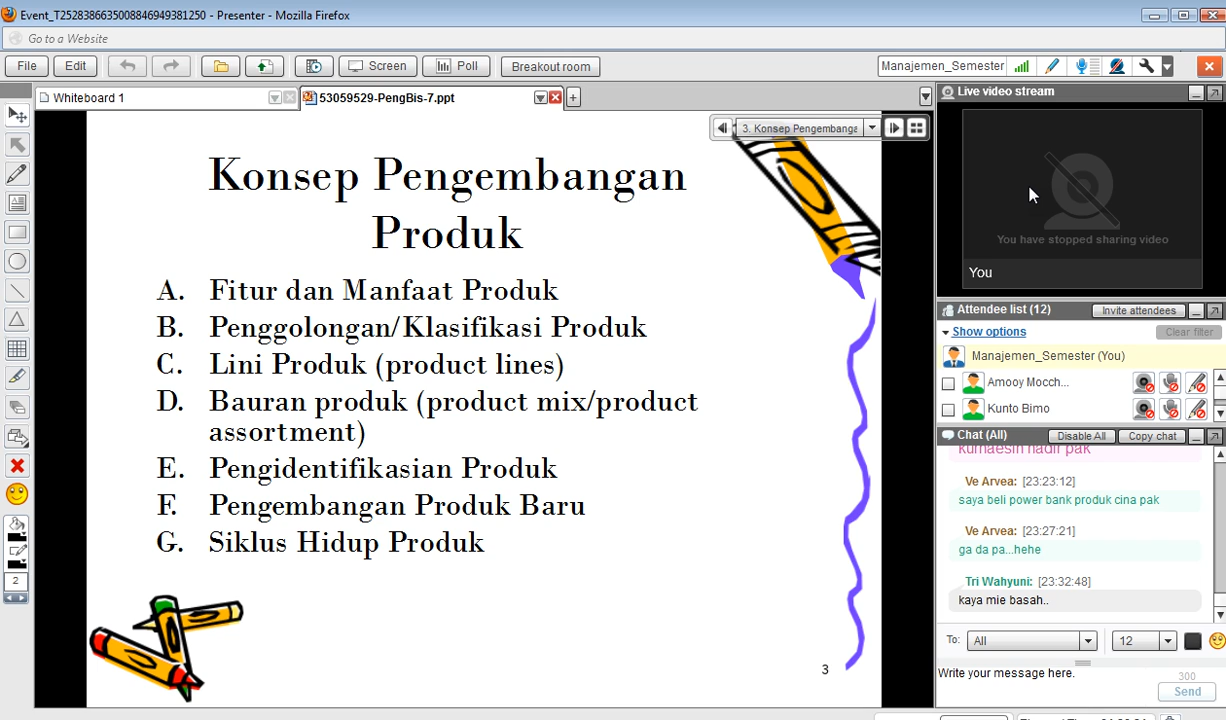 Event_T2528386635008846949381250 - Presenter - Mozilla Firefox
Go to a Website
File Edit Screen Poll Breakout room Manajemen_Semester
Whiteboard 1 53059529-PengBis-7.ppt
3. Konsep Pengembanga
Konsep Pengembangan
Produk
A. Fitur dan Manfaat Produk
B. Penggolongan/Klasifikasi Produk
C. Lini Produk (product lines)
D. Bauran produk (product mix/product
assortment)
E. Pengidentifikasian Produk
F. Pengembangan Produk Baru
G. Siklus Hidup Produk
3
2
Live video stream
You have stopped sharing video
You
Attendee list (12) Invite attendees
Show options Clear filter
Manajemen_Semester (You)
Amooy Mocch...
Kunto Bimo
Chat (All) Disable All Copy chat
kumaesin hadir pak
Ve Arvea: [23:23:12]
saya beli power bank produk cina pak
Ve Arvea: [23:27:21]
ga da pa...hehe
Tri Wahyuni: [23:32:48]
kaya mie basah..
To: All 12
Write your message here.
300
Send